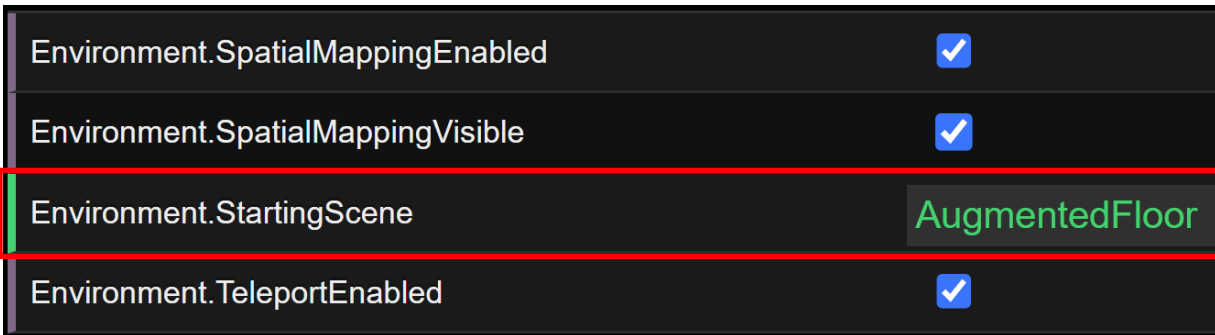 Environment.SpatialMappingEnabled
Environment.SpatialMappingVisible
Environment.StartingScene AugmentedFloor
Environment.TeleportEnabled